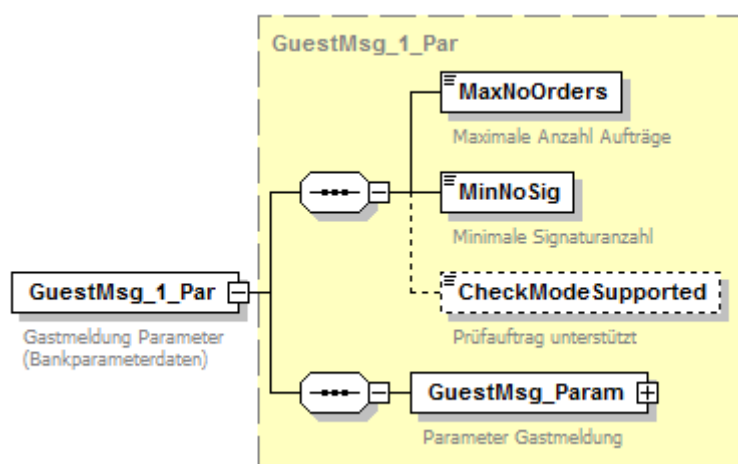 GuestMsg_1_Par
MaxNoOrders
Maximale Anzahl Aufträge
MinNoSig
Minimale Signaturanzahl
GuestMsg_1_Par
Gastmeldung Parameter
(Bankparameterdaten)
CheckModeSupported
Prüfauftrag unterstützt
GuestMsg_Param
Parameter Gastmeldung